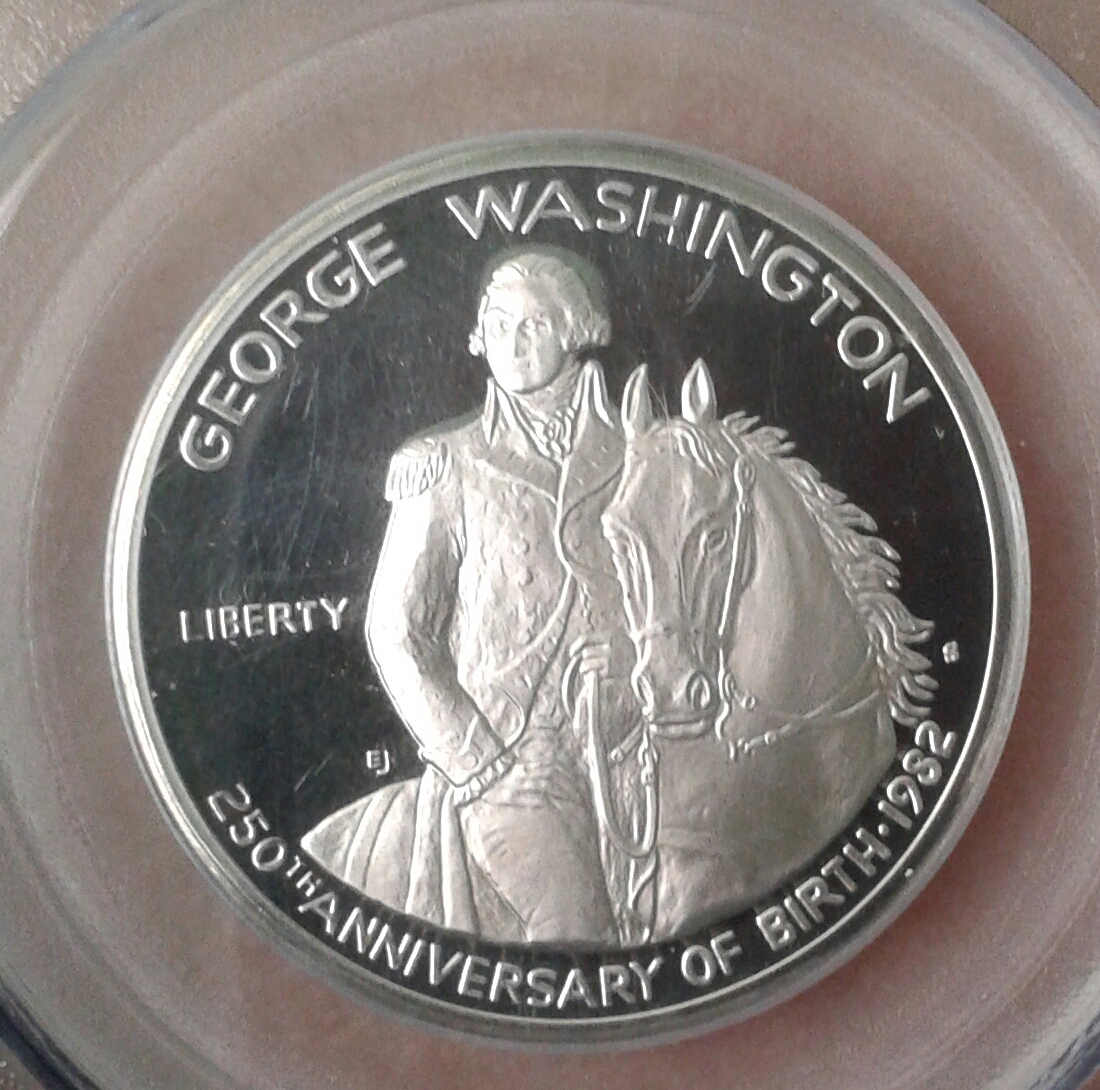 GEORGE WASHINGTON
LIBERTY
S
EJ
250TH ANNIVERSARY OF BIRTH·1982